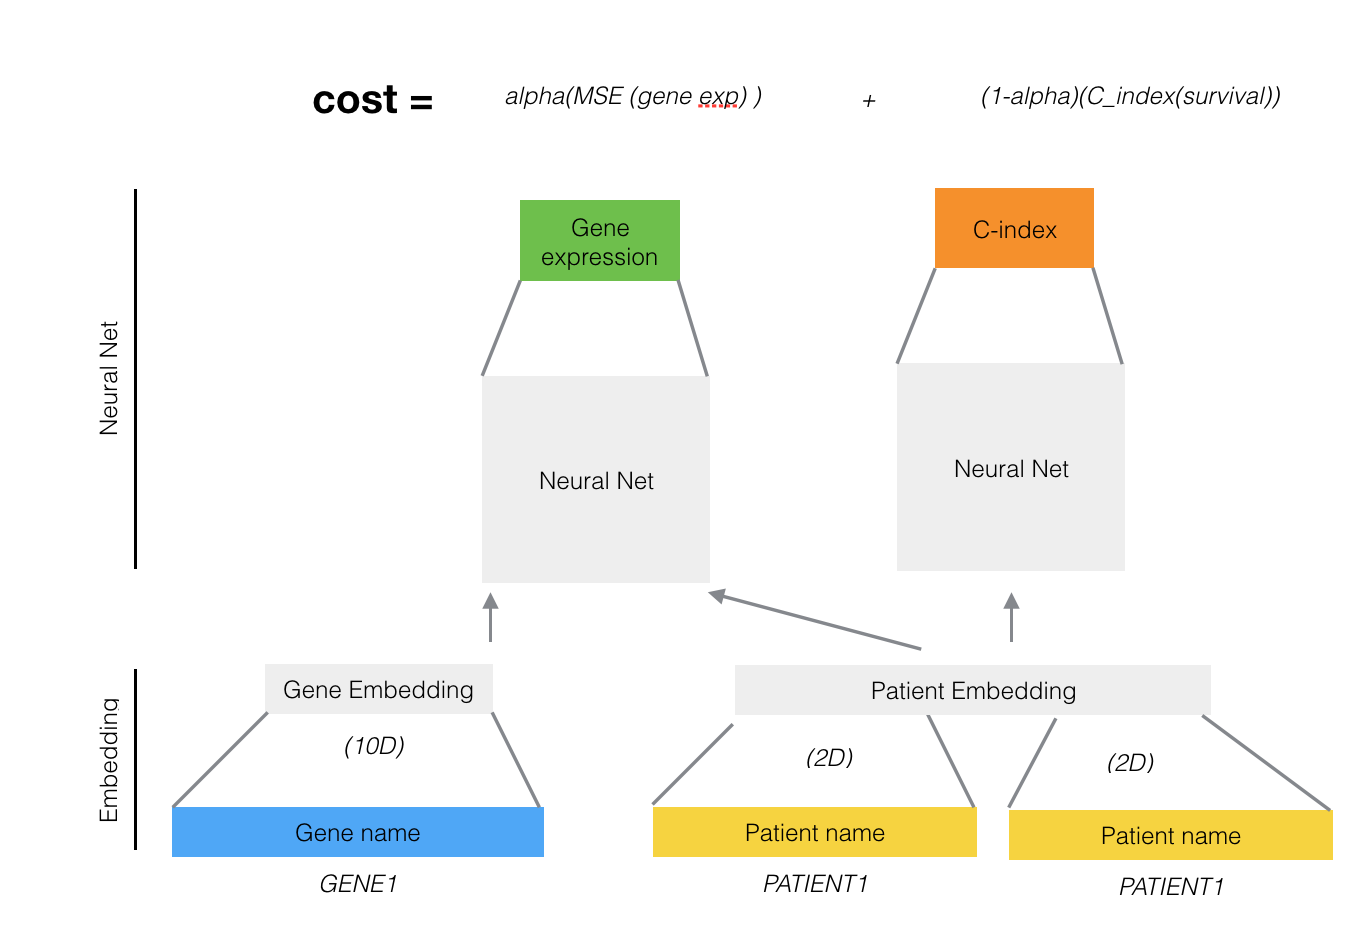 cost = alpha(MSE (gene exp) ) + (1-alpha)(C_index(survival))
Gene
expression
C-index
Neural Net
Neural Net
Neural Net
Gene Embedding
Patient Embedding
Embedding
(10D)
(2D)
(2D)
Gene name
Patient name
Patient name
GENE1
PATIENT1
PATIENT1